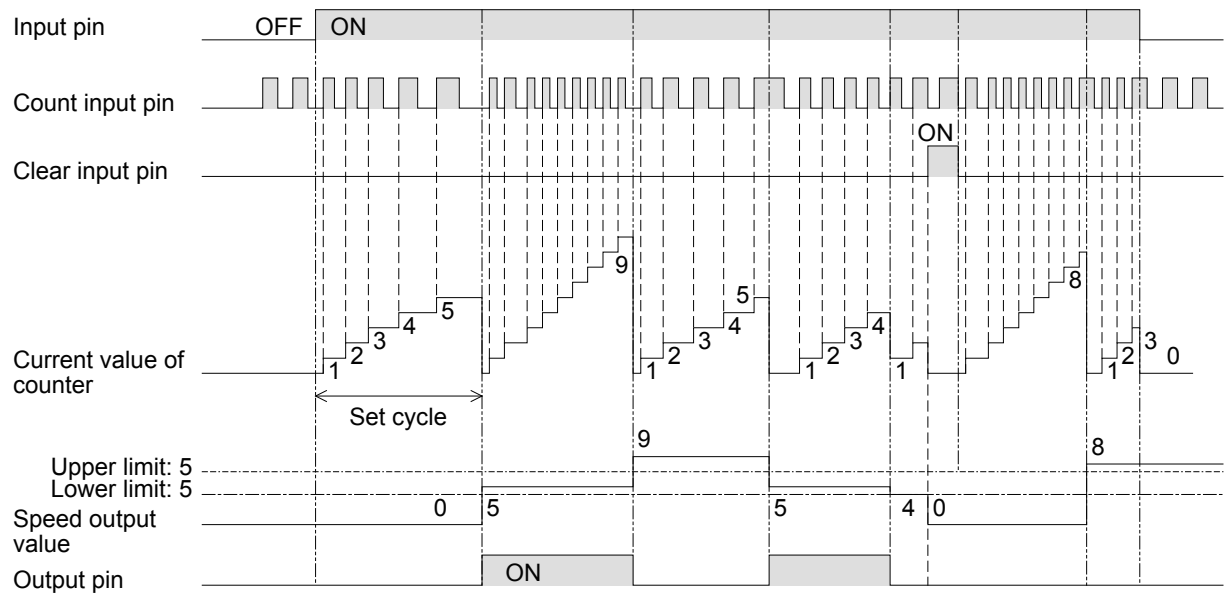 Input pin
OFF
ON
Count input pin
ON
Clear input pin
1
2
3
4
5
9
1
2
3
4
5
1
2
3
4
1
8
1
2
3
0
Current value of
counter
Set cycle
9
8
Upper limit: 5
Lower limit: 5
0
5
5
4
0
Speed output
value
ON
Output pin